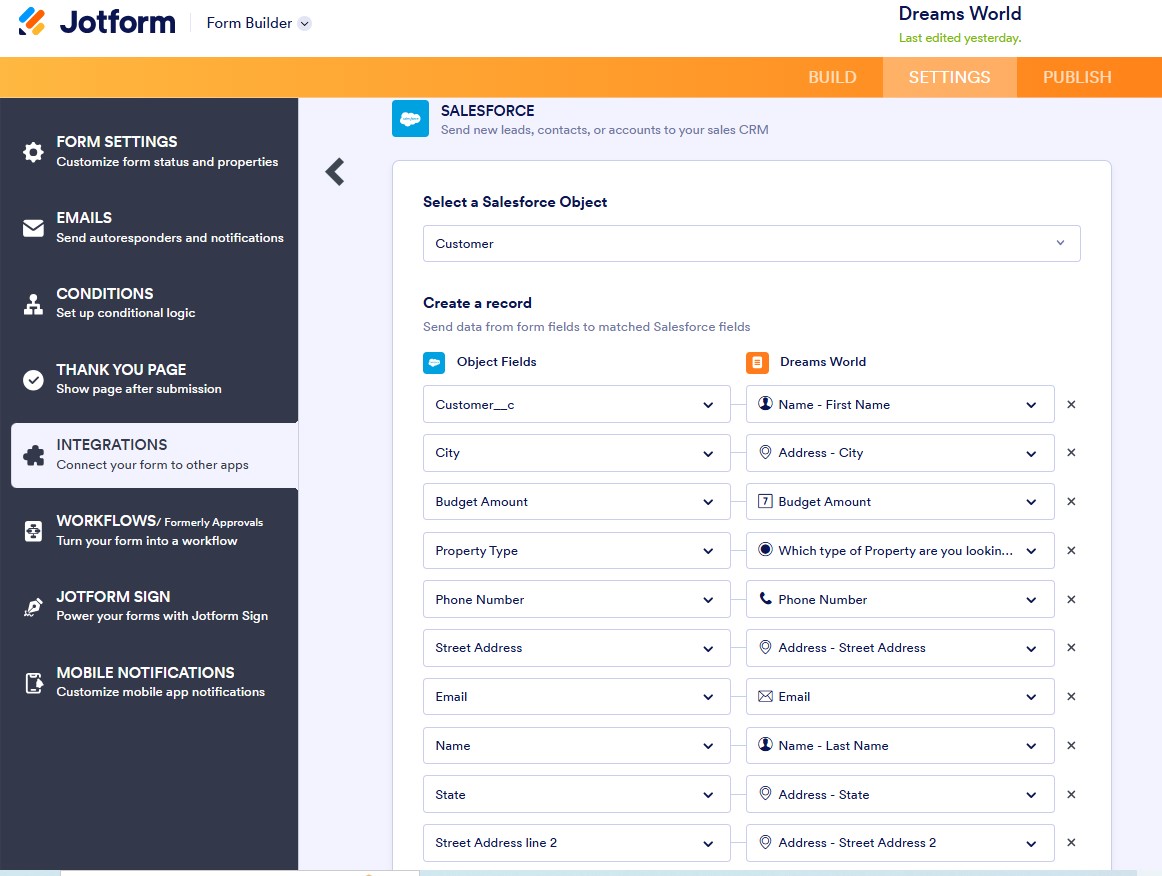 Jotform
Form Builder
Dreams World
Last edited yesterday.
BUILD
SETTINGS
PUBLISH
FORM SETTINGS
Customize form status and properties
EMAILS
Send autoresponders and notifications
CONDITIONS
Set up conditional logic
THANK YOU PAGE
Show page after submission
INTEGRATIONS
Connect your form to other apps
WORKFLOWS/ Formerly Approvals
Turn your form into a workflow
JOTFORM SIGN
Power your forms with Jotform Sign
MOBILE NOTIFICATIONS
Customize mobile app notifications
SALESFORCE
Send new leads, contacts, or accounts to your sales CRM
Select a Salesforce Object
Customer
Create a record
Send data from form fields to matched Salesforce fields
Object Fields
Dreams World
Customer__c
Name - First Name
City
Address - City
Budget Amount
7 Budget Amount
Property Type
Which type of Property are you lookin...
Phone Number
Phone Number
Street Address
Address - Street Address
Email
Email
Name
Name - Last Name
State
Address - State
Street Address line 2
Address - Street Address 2